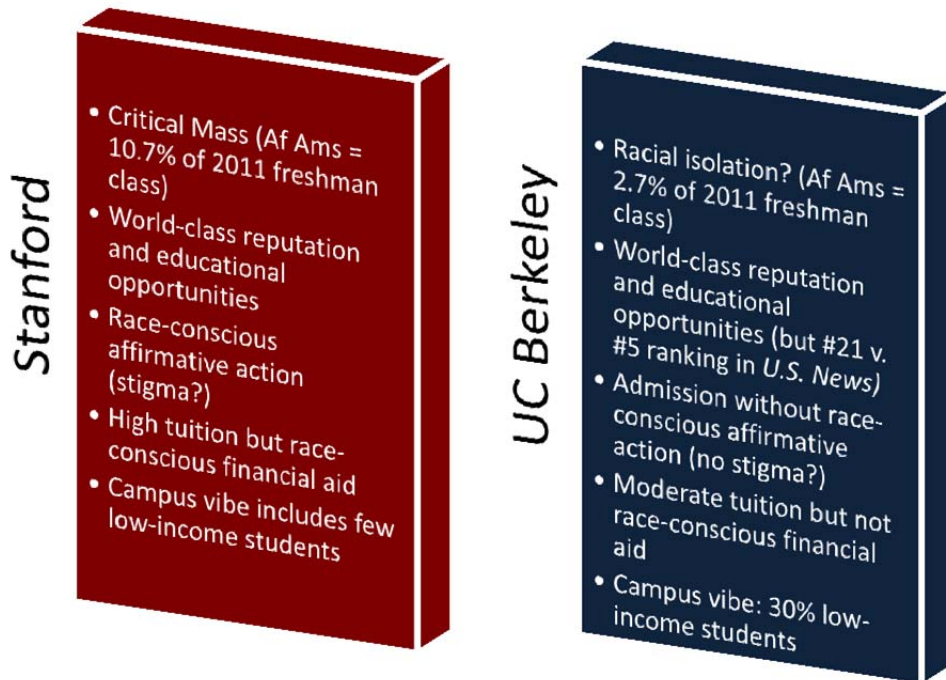 Stanford
• Critical Mass (Af Ams =
10.7% of 2011 freshman
class)
• World-class reputation
and educational
opportunities
• Race-conscious
affirmative action
(stigma?)
• High tuition but race-
conscious financial aid
• Campus vibe includes few
low-income students
UC Berkeley
• Racial isolation? (Af Ams =
2.7% of 2011 freshman
class)
• World-class reputation
and educational
opportunities (but #21 v.
#5 ranking in U.S. News)
• Admission without race-
conscious affirmative
action (no stigma?)
• Moderate tuition but not
race-conscious financial
aid
• Campus vibe: 30% low-
income students